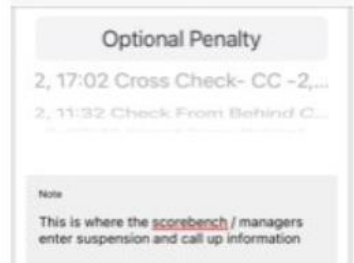 Optional Penalty
2, 17:02 Cross Check- CC -2,...
2, 11:32 Check From Behind C...
Note
This is where the scorebench / managers
enter suspension and call up information